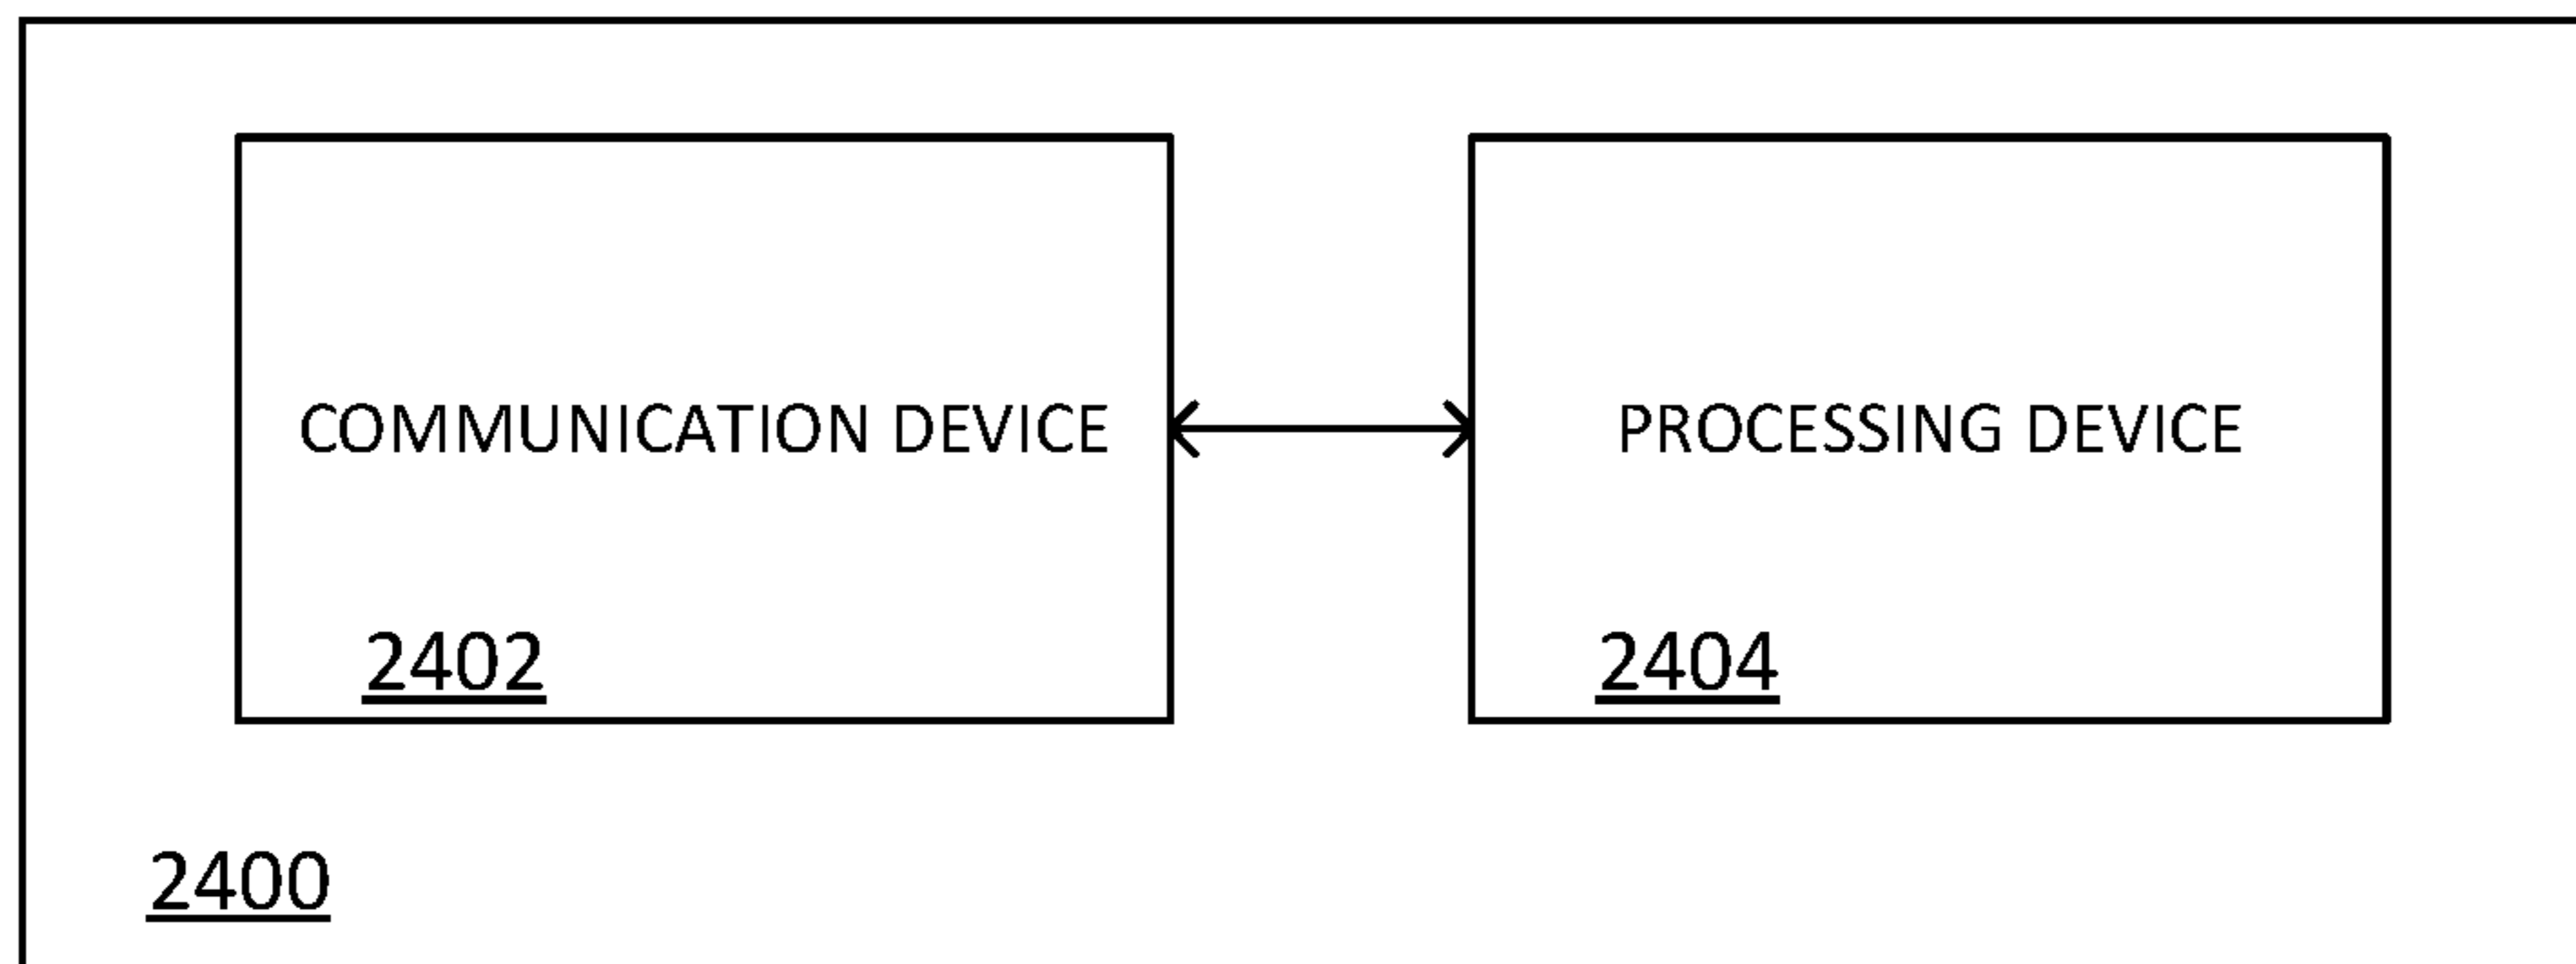 COMMUNICATION DEVICE
PROCESSING DEVICE
2402
2404
2400